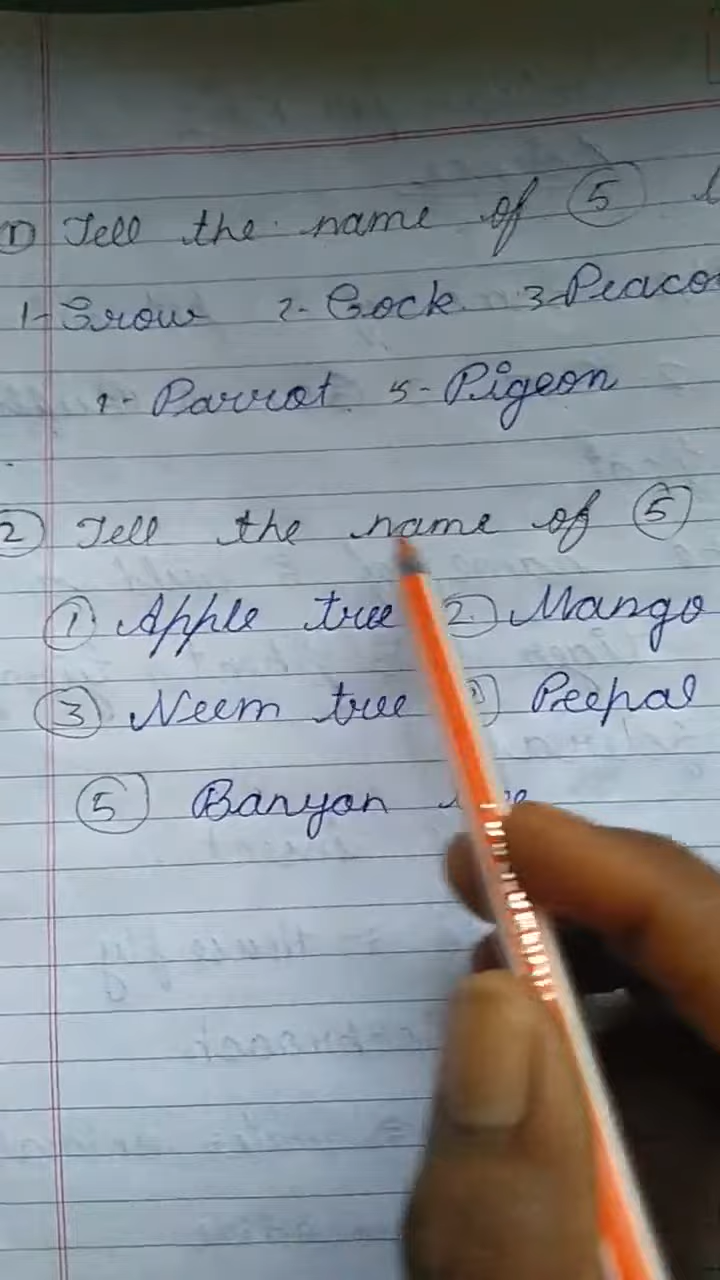 1) Tell the name of 5
1- Crow 2- Cock 3- Peaco
4- Parrot 5- Pigeon
2 Tell the name of 5
1 Apple tree 2 Mango
3 Neem tree Peepal
5 Banyan